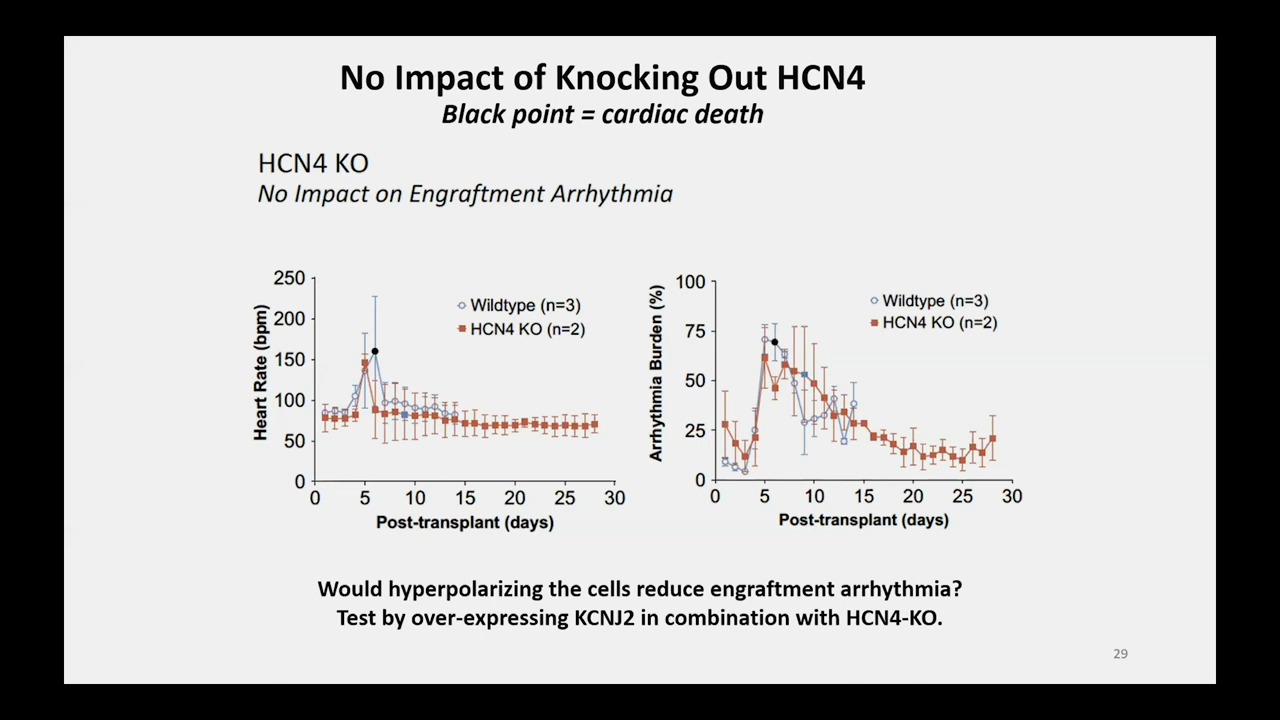 No Impact of Knocking Out HCN4
Black point = cardiac death
HCN4 KO
No Impact on Engraftment Arrhythmia
250
200
150
100
50
0
Heart Rate (bpm)
Wildtype (n=3)
HCN4 KO (n=2)
0 5 10 15 20 25 30
Post-transplant (days)
100
75
50
25
0
Arrhythmia Burden (%)
Wildtype (n=3)
HCN4 KO (n=2)
0 5 10 15 20 25 30
Post-transplant (days)
Would hyperpolarizing the cells reduce engraftment arrhythmia?
Test by over-expressing KCNJ2 in combination with HCN4-KO.
29